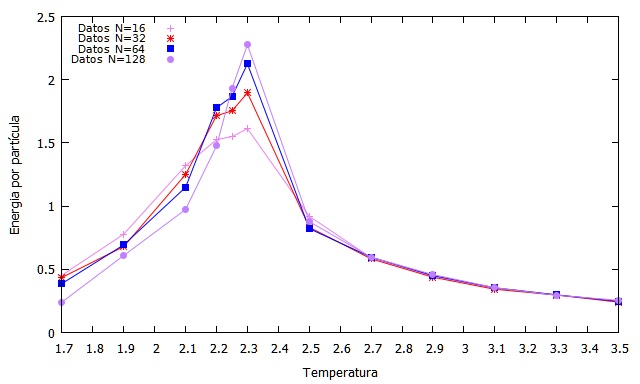 Datos N=16
Datos N=32
Datos N=64
Datos N=128
2.5
2
1.5
1
0.5
0
Energia por partícula
1.7 1.8 1.9 2 2.1 2.2 2.3 2.4 2.5 2.6 2.7 2.8 2.9 3 3.1 3.2 3.3 3.4 3.5
Temperatura